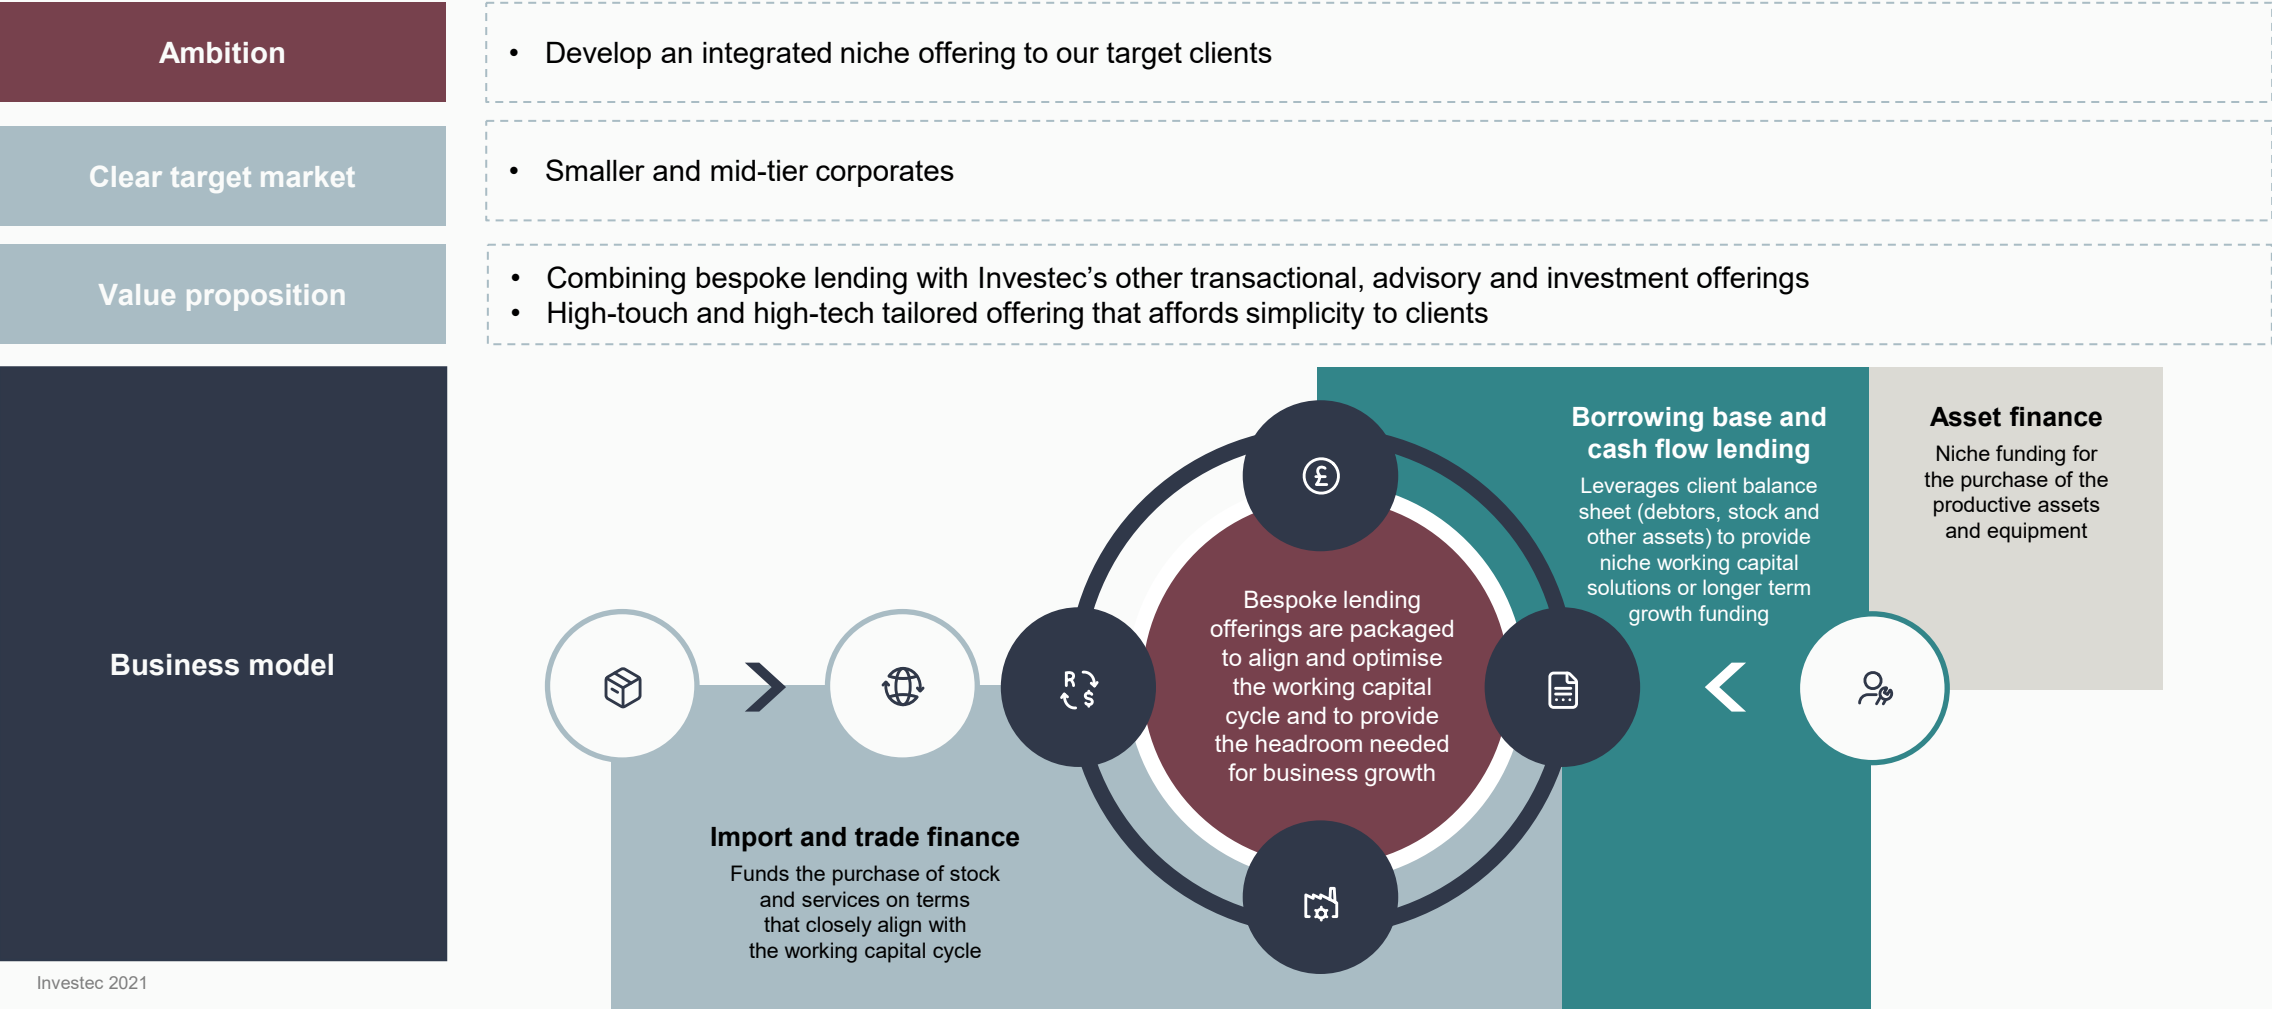 Ambition
• Develop an integrated niche offering to our target clients
Clear target market
• Smaller and mid-tier corporates
Value proposition
• Combining bespoke lending with Investec’s other transactional, advisory and investment offerings
• High-touch and high-tech tailored offering that affords simplicity to clients
Business model
£
R
$
Bespoke lending
offerings are packaged
to align and optimise
the working capital
cycle and to provide
the headroom needed
for business growth
Borrowing base and
cash flow lending
Leverages client balance
sheet (debtors, stock and
other assets) to provide
niche working capital
solutions or longer term
growth funding
Asset finance
Niche funding for
the purchase of the
productive assets
and equipment
Import and trade finance
Funds the purchase of stock
and services on terms
that closely align with
the working capital cycle
Investec 2021